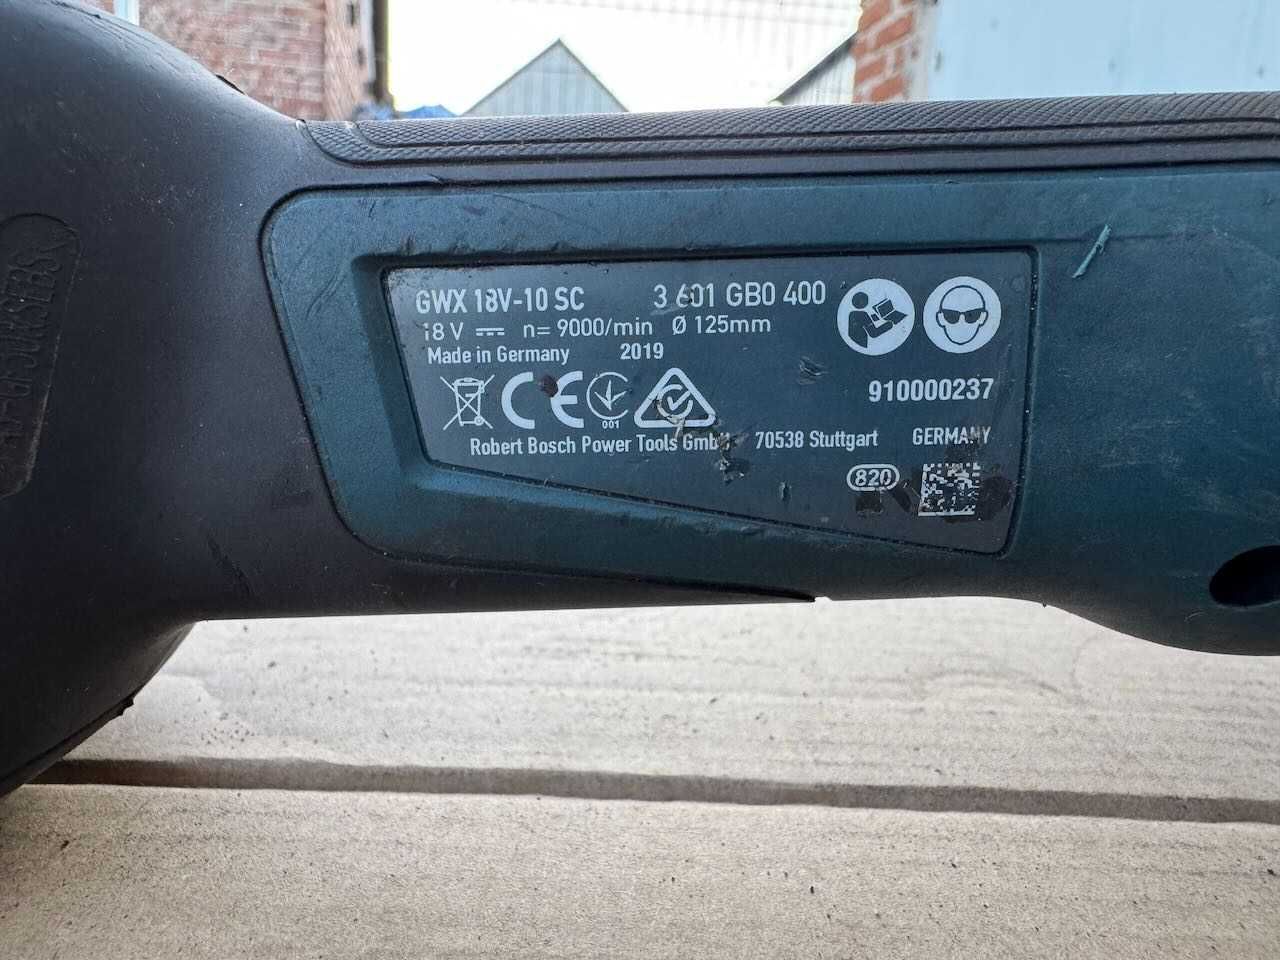 GWX 18V-10 SC 3 601 GB0 400
18 V n= 9000/min Ø 125mm
Made in Germany 2019
CE 001
910000237
Robert Bosch Power Tools GmbH 70538 Stuttgart GERMANY
820